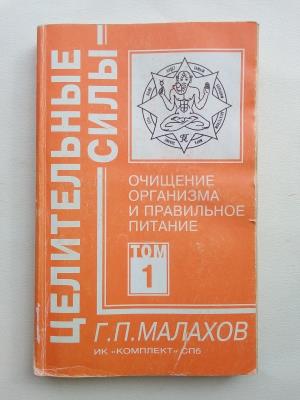 ЦЕЛИТЕЛЬНЫЕ
СИЛЫ
ОЧИЩЕНИЕ
ОРГАНИЗМА
И ПРАВИЛЬНОЕ
ПИТАНИЕ
ТОМ
1
Г.П.МАЛАХОВ
ИК «КОМПЛЕКТ» СПб